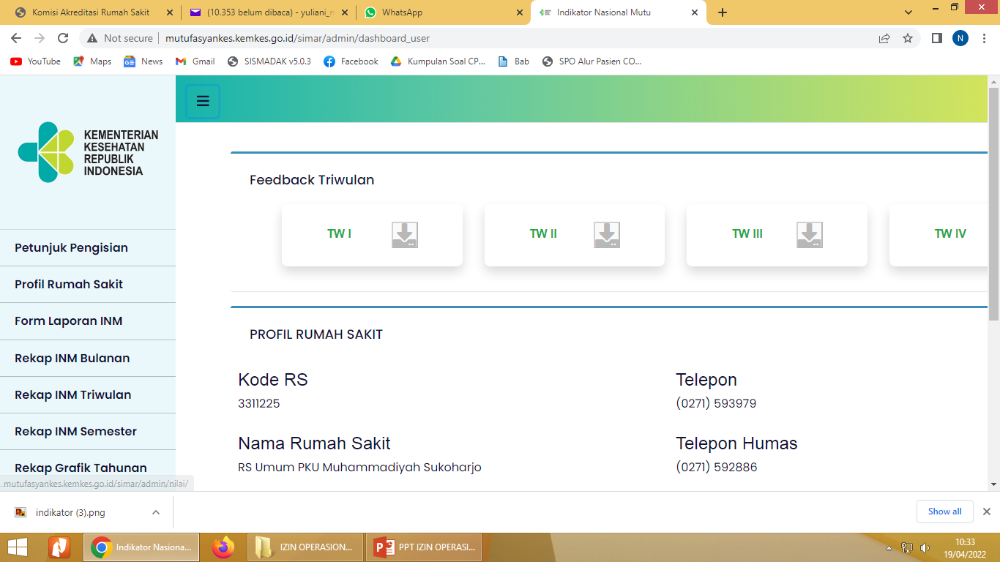 Komisi Akreditasi Rumah Sakit
(10.353 belum dibaca) - yuliani_n
WhatsApp
Indikator Nasional Mutu
Not secure
mutufasyankes.kemkes.go.id/simar/admin/dashboard_user
N
YouTube
Maps
News
Gmail
SISMADAK v5.0.3
Facebook
Kumpulan Soal CP...
Bab
SPO Alur Pasien CO...
KEMENTERIAN
KESEHATAN
REPUBLIK
INDONESIA
Petunjuk Pengisian
Profil Rumah Sakit
Form Laporan INM
Rekap INM Bulanan
Rekap INM Triwulan
Rekap INM Semester
Rekap Grafik Tahunan
mutufasyankes.kemkes.go.id/simar/admin/nilai/
Feedback Triwulan
TW I
TW II
TW III
TW IV
PROFIL RUMAH SAKIT
Kode RS
3311225
Telepon
(0271) 593979
Nama Rumah Sakit
RS Umum PKU Muhammadiyah Sukoharjo
Telepon Humas
(0271) 592886
indikator (3).png
Show all
Indikator Nasiona...
IZIN OPERASION...
PPT IZIN OPERASI...
10:33
19/04/2022